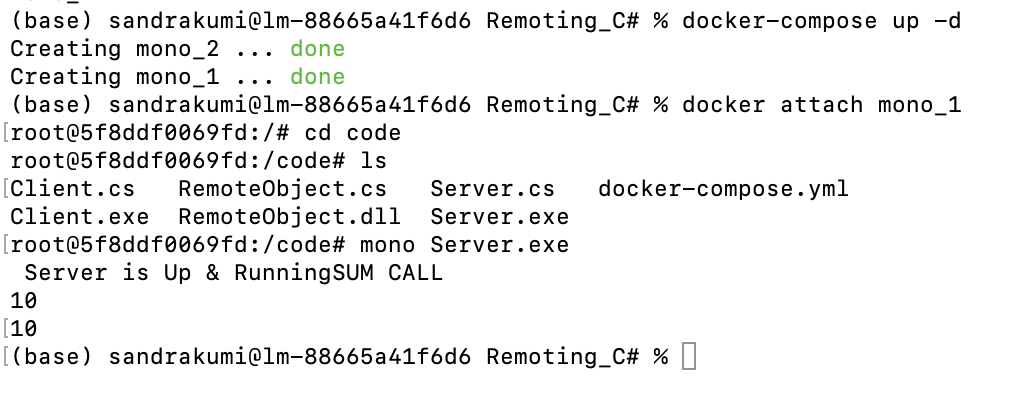 (base) sandrakumi@lm-88665a41f6d6 Remoting_C# % docker-compose up -d
Creating mono_2 ... done
Creating mono_1 ... done
(base) sandrakumi@lm-88665a41f6d6 Remoting_C# % docker attach mono_1
[root@5f8ddf0069fd:/# cd code
root@5f8ddf0069fd:/code# ls
[Client.cs   RemoteObject.cs   Server.cs   docker-compose.yml
Client.exe  RemoteObject.dll  Server.exe
[root@5f8ddf0069fd:/code# mono Server.exe
 Server is Up & RunningSUM CALL
10
[10
[(base) sandrakumi@lm-88665a41f6d6 Remoting_C# %